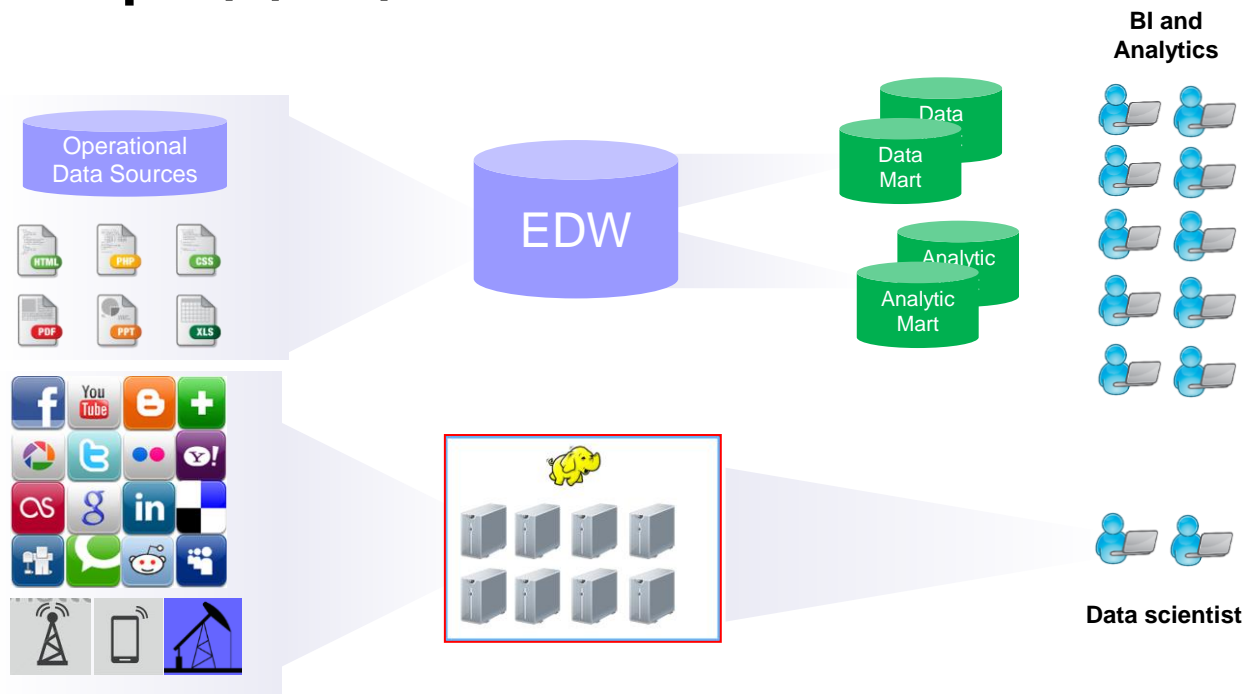 BI and
Analytics
Operational
Data Sources
HTML
PHP
CSS
PDF
PPT
XLS
EDW
Data
Data
Mart
Analytic
Analytic
Mart
You
Tube
Y!
in
Data scientist